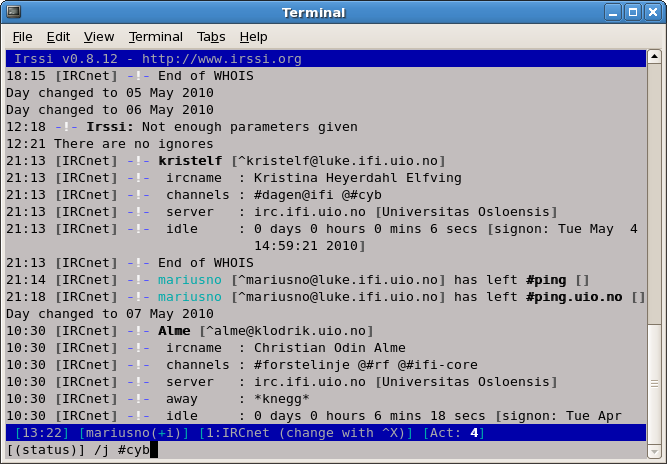 Terminal
File Edit View Terminal Tabs Help
Irssi v0.8.12 - http://www.irssi.org
18:15 [IRCnet] -!- End of WHOIS
Day changed to 05 May 2010
Day changed to 06 May 2010
12:18 -!- Irssi: Not enough parameters given
12:21 There are no ignores
21:13 [IRCnet] -!- kristelf [^kristelf@luke.ifi.uio.no]
21:13 [IRCnet] -!-  ircname  : Kristina Heyerdahl Elfving
21:13 [IRCnet] -!-  channels : #dagen@ifi @#cyb
21:13 [IRCnet] -!-  server   : irc.ifi.uio.no [Universitas Osloensis]
21:13 [IRCnet] -!-  idle     : 0 days 0 hours 0 mins 6 secs [signon: Tue May  4
14:59:21 2010]
21:13 [IRCnet] -!- End of WHOIS
21:14 [IRCnet] -!- mariusno [^mariusno@luke.ifi.uio.no] has left #ping []
21:18 [IRCnet] -!- mariusno [^mariusno@luke.ifi.uio.no] has left #ping.uio.no []
Day changed to 07 May 2010
10:30 [IRCnet] -!- Alme [^alme@klodrik.uio.no]
10:30 [IRCnet] -!-  ircname  : Christian Odin Alme
10:30 [IRCnet] -!-  channels : #forstelinje @#rf @#ifi-core
10:30 [IRCnet] -!-  server   : irc.ifi.uio.no [Universitas Osloensis]
10:30 [IRCnet] -!-  away     : *knegg*
10:30 [IRCnet] -!-  idle     : 0 days 0 hours 6 mins 18 secs [signon: Tue Apr
[13:22] [mariusno(+i)] [1:IRCnet (change with ^X)] [Act: 4]
[(status)] /j #cyb